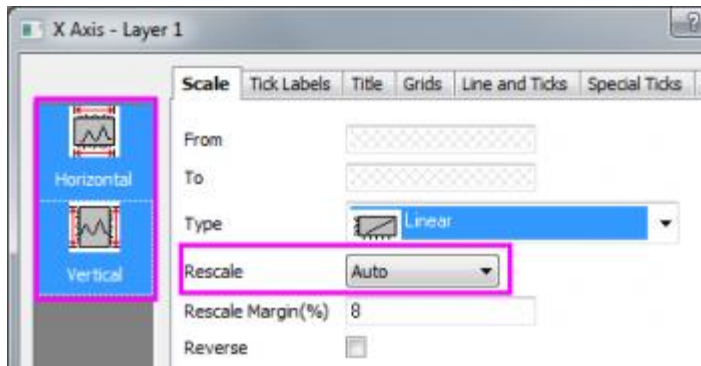 X Axis - Layer 1
Scale Tick Labels Title Grids Line and Ticks Special Ticks
Horizontal
Vertical
From
To
Type Linear
Rescale Auto
Rescale Margin(%) 8
Reverse